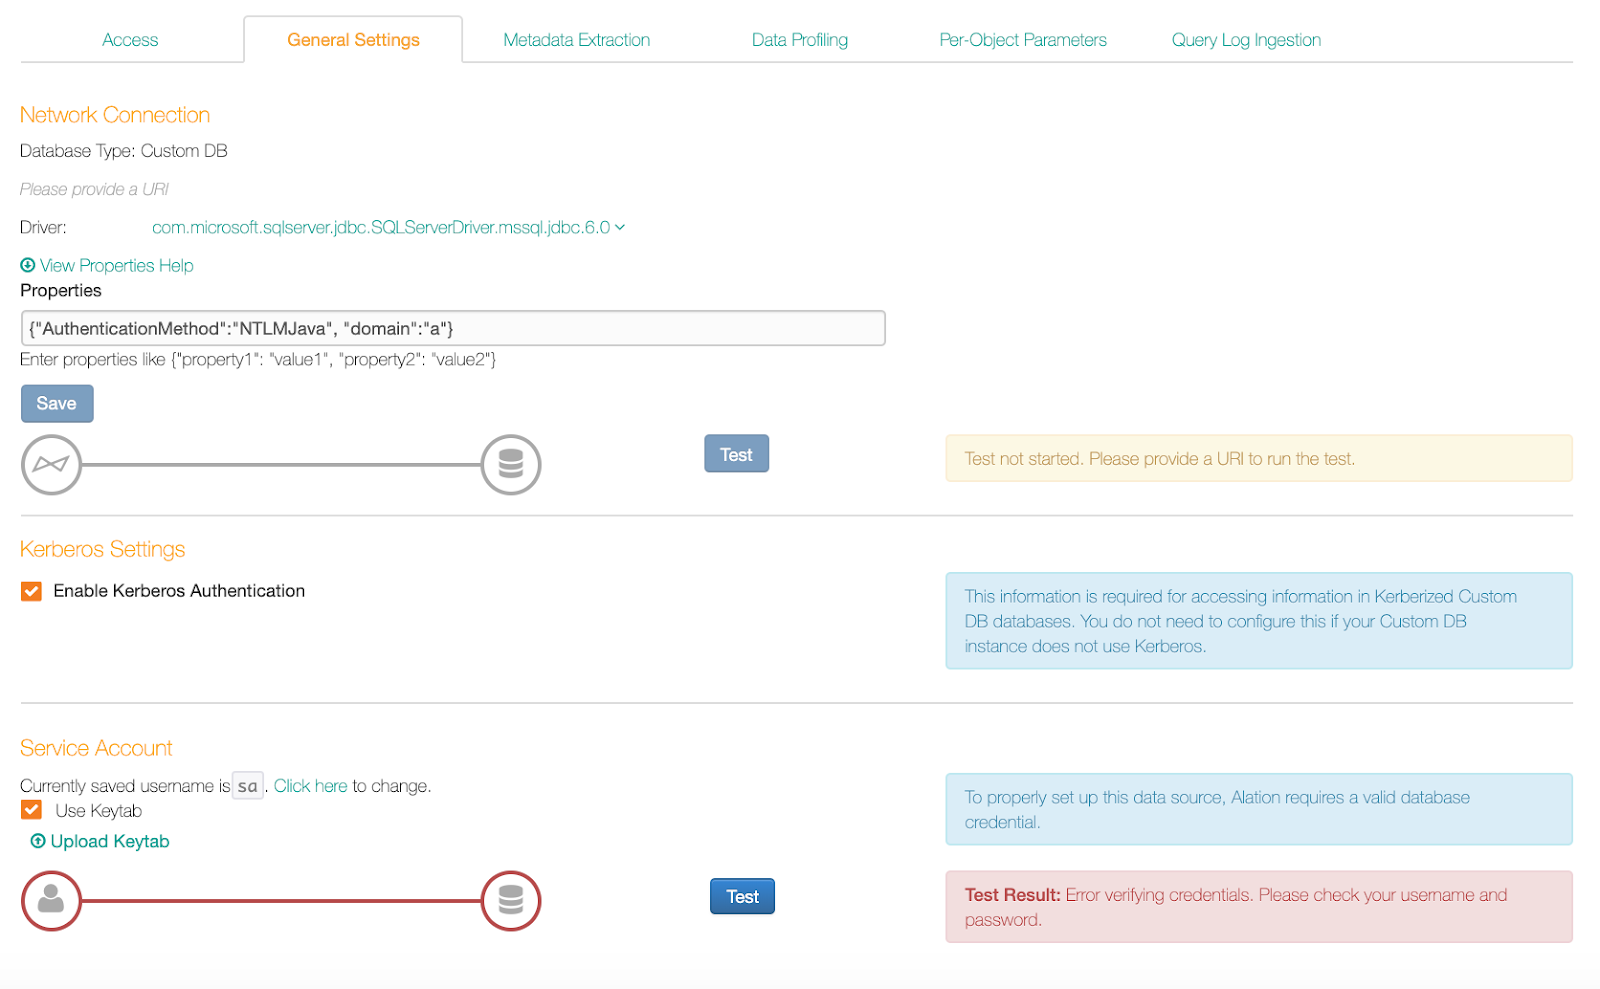 Access
General Settings
Metadata Extraction
Data Profiling
Per-Object Parameters
Query Log Ingestion
Network Connection
Database Type: Custom DB
Please provide a URI
Driver: com.microsoft.sqlserver.jdbc.SQLServerDriver.mssql.jdbc.6.0
View Properties Help
Properties
{"AuthenticationMethod":"NTLMJava", "domain":"a"}
Enter properties like {"property1": "value1", "property2": "value2"}
Save
Test
Test not started. Please provide a URI to run the test.
Kerberos Settings
Enable Kerberos Authentication
This information is required for accessing information in Kerberized Custom
DB databases. You do not need to configure this if your Custom DB
instance does not use Kerberos.
Service Account
Currently saved username is sa. Click here to change.
Use Keytab
Upload Keytab
To properly set up this data source, Alation requires a valid database
credential.
Test
Test Result: Error verifying credentials. Please check your username and
password.